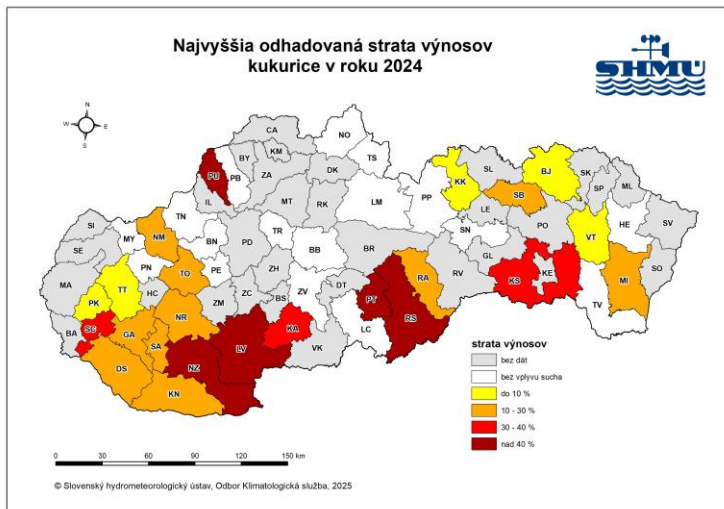 Najvyššia odhadovaná strata výnosov
kukurice v roku 2024
SHMÚ
N
W E
S
CA
NO
BY
KM
TS
PU
PB
ZA
DK
IL
MT
RK
LM
PP
KK
SL
BJ
SK
SP
ML
LE
SB
SI
MY
NM
TN
BN
PD
TR
BB
BR
SN
PO
VT
HE
SV
SE
PN
TO
PE
ZH
GL
KS
KE
MI
SO
MA
TT
HC
ZM
ZC
BS
ZV
DT
RA
RV
PK
NR
PT
RS
TV
BA
SC
GA
SA
LV
KA
LC
VK
DS
NZ
KN
strata výnosov
bez dát
bez vplyvu sucha
do 10 %
10 - 30 %
30 - 40 %
nad 40 %
0 30 60 90 120 150 km
© Slovenský hydrometeorologický ústav, Odbor Klimatologická služba, 2025